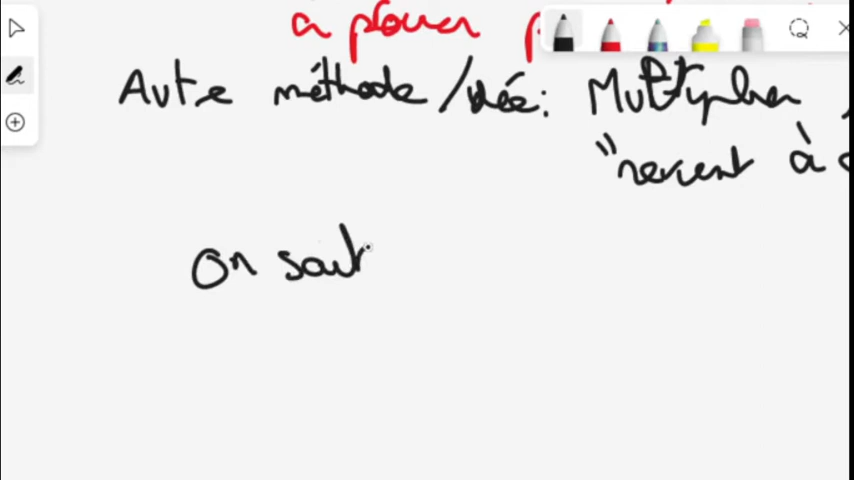 à prouver p
Autre méthode/idée: Multiplier
"revient à
on sait